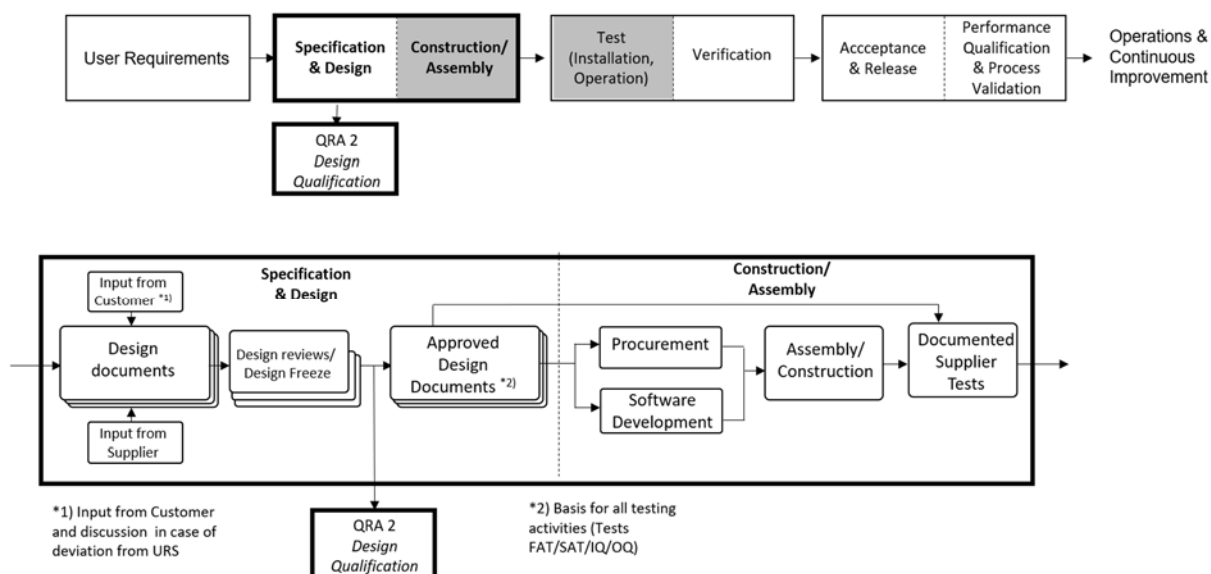 User Requirements
Specification
& Design
Construction/
Assembly
Test
(Installation,
Operation)
Verification
Accceptance
& Release
Performance
Qualification
& Process
Validation
Operations &
Continuous
Improvement
QRA 2
Design
Qualification
Specification
& Design
Construction/
Assembly
Input from
Customer *1)
Design
documents
Input from
Supplier
Design reviews/
Design Freeze
Approved
Design
Documents *2)
Procurement
Software
Development
Assembly/
Construction
Documented
Supplier
Tests
*1) Input from Customer
and discussion in case of
deviation from URS
QRA 2
Design
Qualification
*2) Basis for all testing
activities (Tests
FAT/SAT/IQ/OQ)